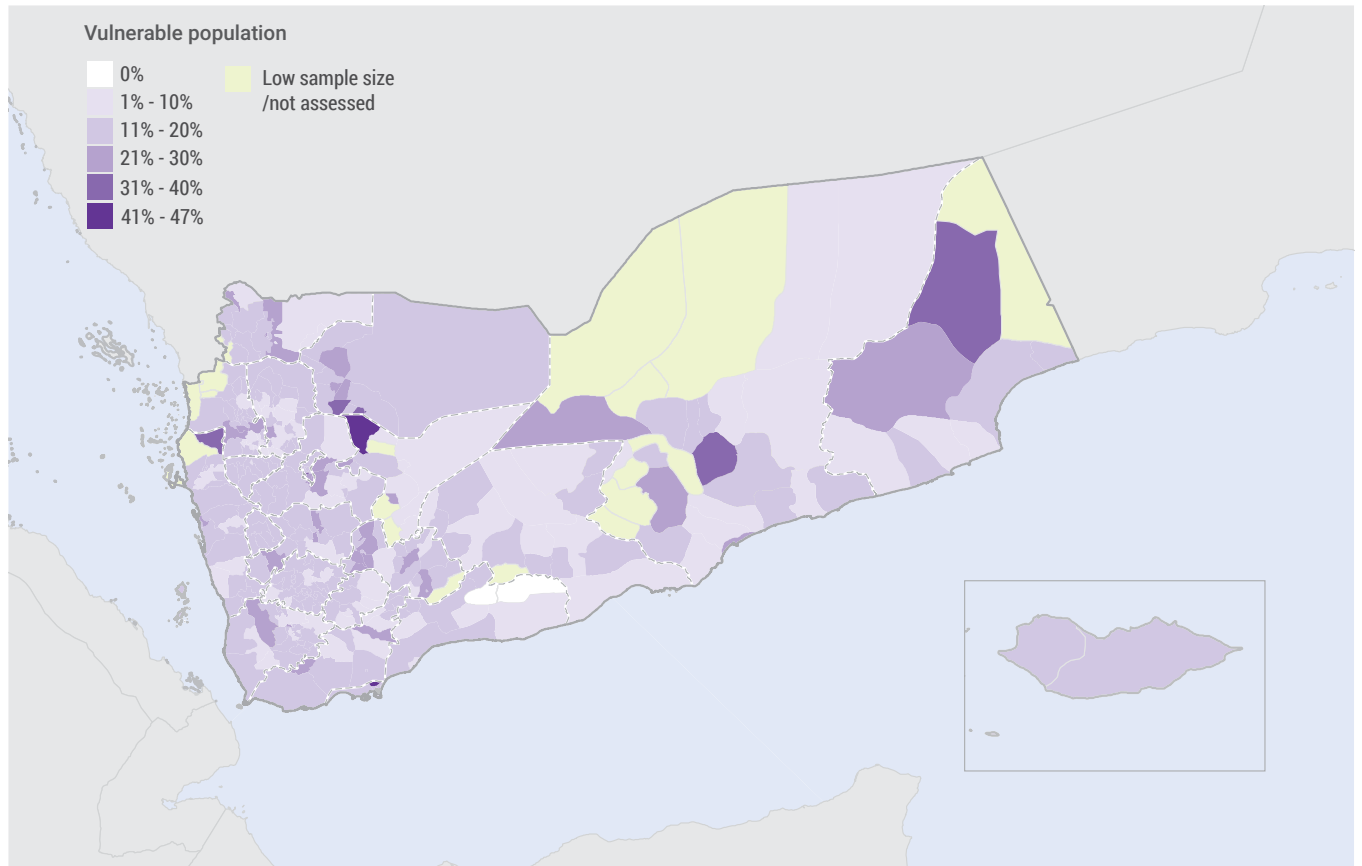 Vulnerable population
0%
1% - 10%
11% - 20%
21% - 30%
31% - 40%
41% - 47%
Low sample size
/not assessed